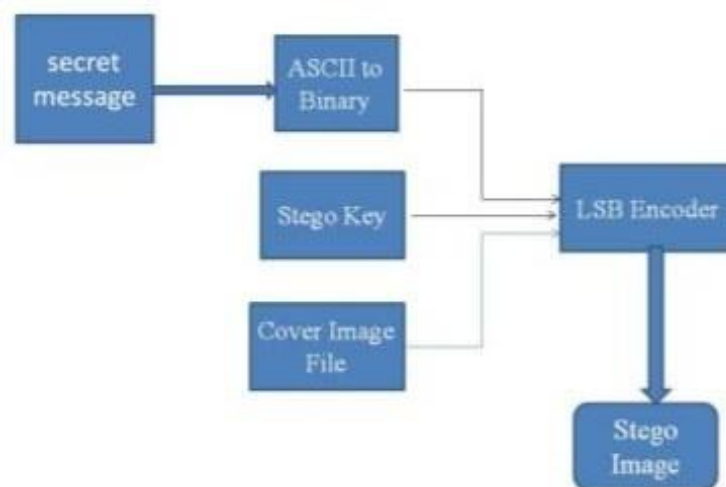 secret
message
ASCII to
Binary
Stego Key
LSB Encoder
Cover Image
File
Stego
Image